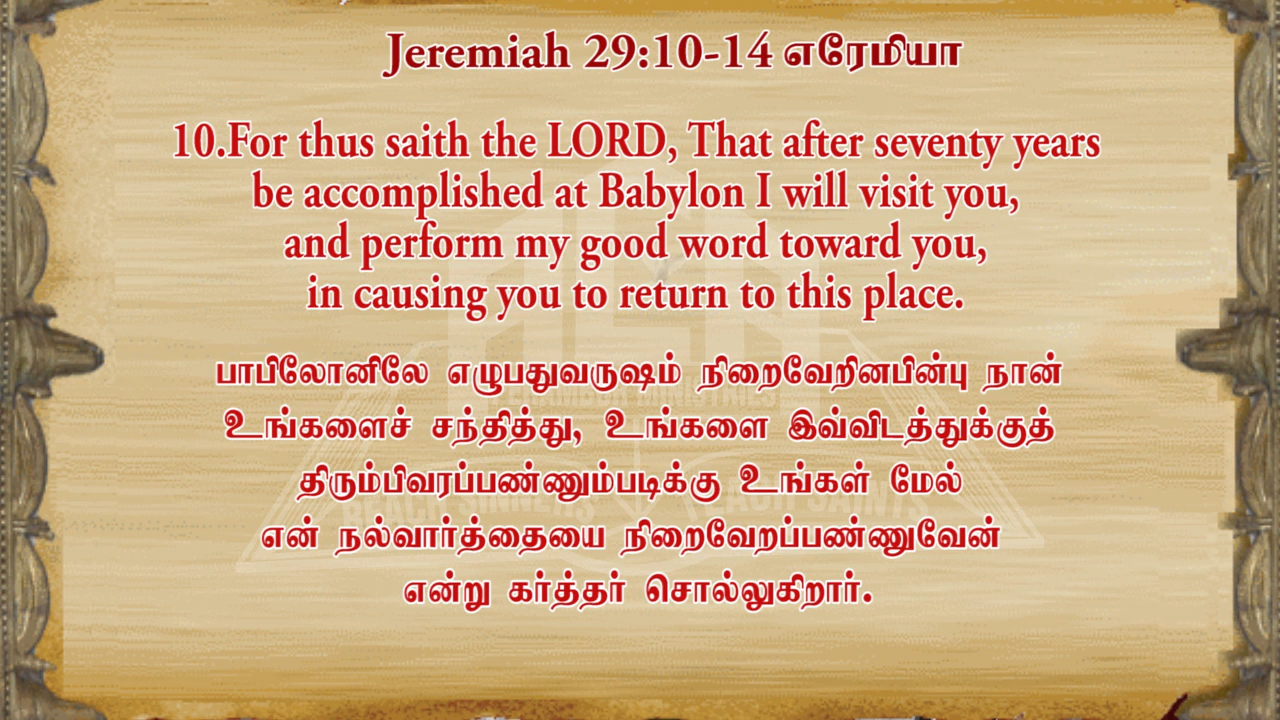 Jeremiah 29:10-14 எரேமியா
10.For thus saith the LORD, That after seventy years
be accomplished at Babylon I will visit you,
and perform my good word toward you,
in causing you to return to this place.
பாபிலோனிலே எழுபதுவருஷம் நிறைவேறினபின்பு நான்
உங்களைச் சந்தித்து, உங்களை இவ்விடத்துக்குத்
திரும்பிவரப்பண்ணும்படிக்கு உங்கள் மேல்
என் நல்வார்த்தையை நிறைவேறப்பண்ணுவேன்
என்று கர்த்தர் சொல்லுகிறார்.